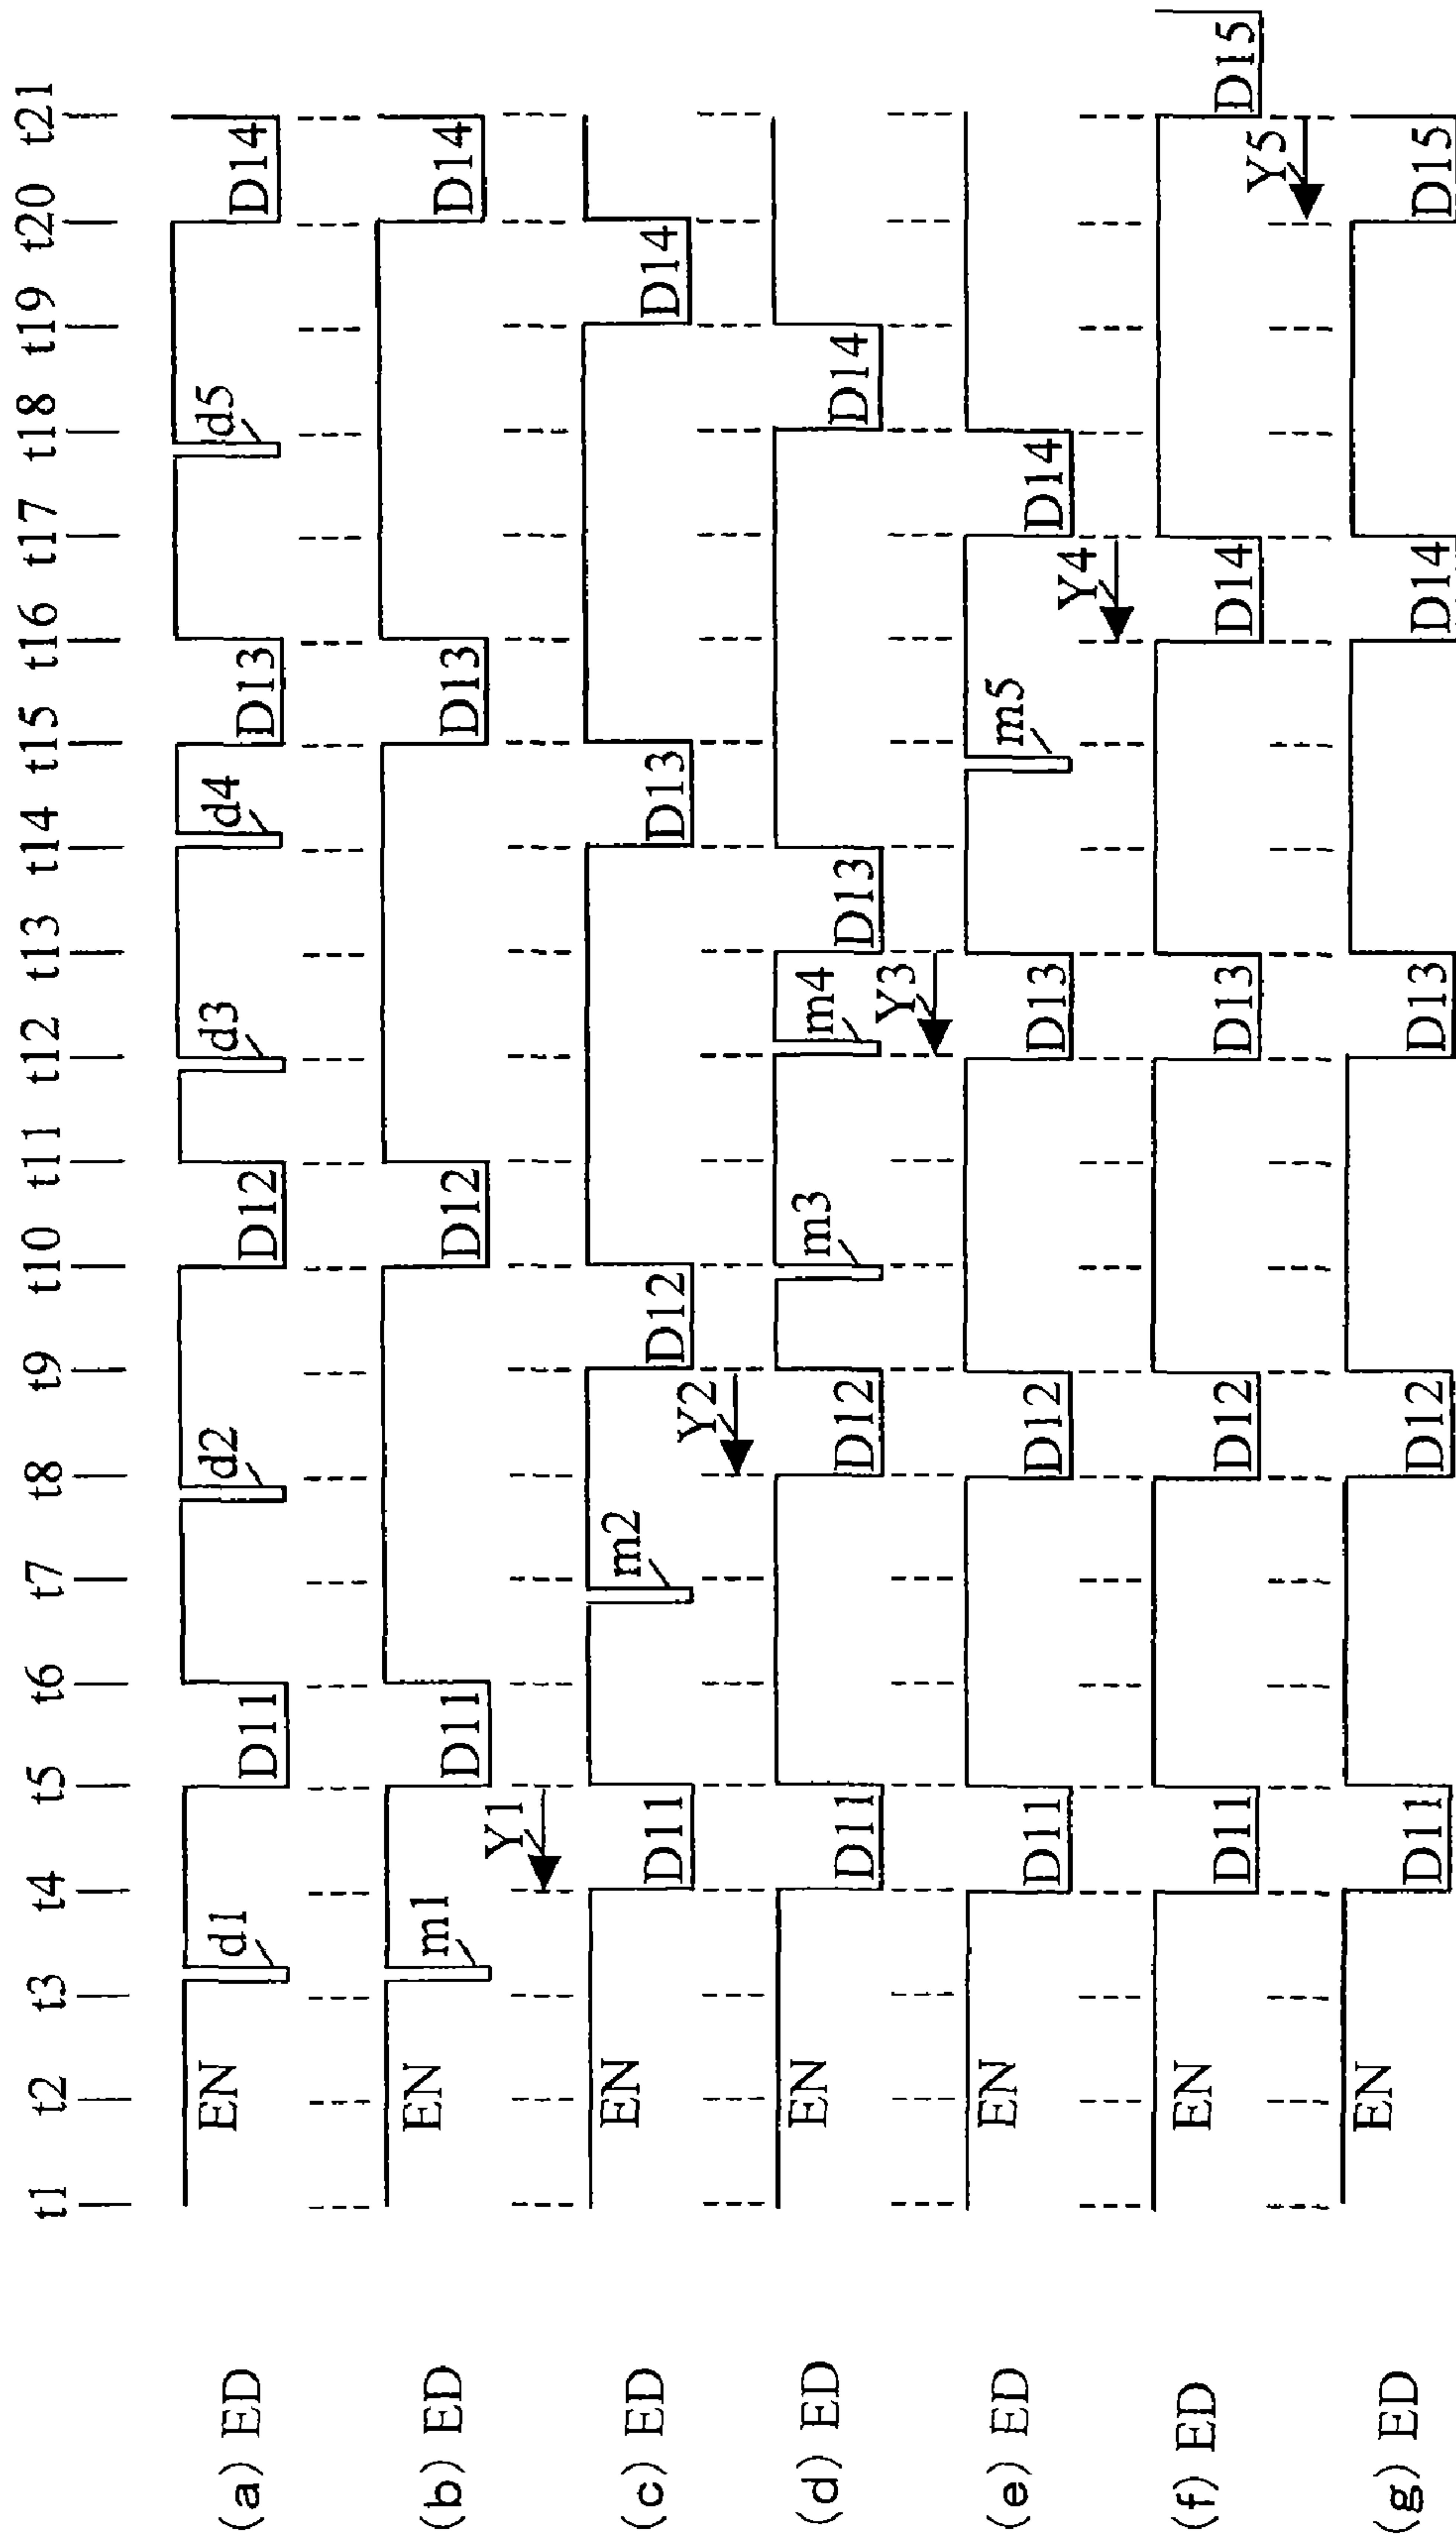 t1 t2 t3 t4 t5 t6 t7 t8 t9 t10 t11 t12 t13 t14 t15 t16 t17 t18 t19 t20 t21
(a) ED EN d1 D11 d2 D12 d3 d4 D13 d5 D14
(b) ED EN m1 D11 D12 D13 D14
Y1
(c) ED EN D11 m2 D12 D13 D14
Y2
(d) ED EN D11 D12 m3 m4 D13 D14
Y3
(e) ED EN D11 D12 D13 m5 D14
Y4
(f) ED EN D11 D12 D13 D14 D15
Y5
(g) ED EN D11 D12 D13 D14 D15